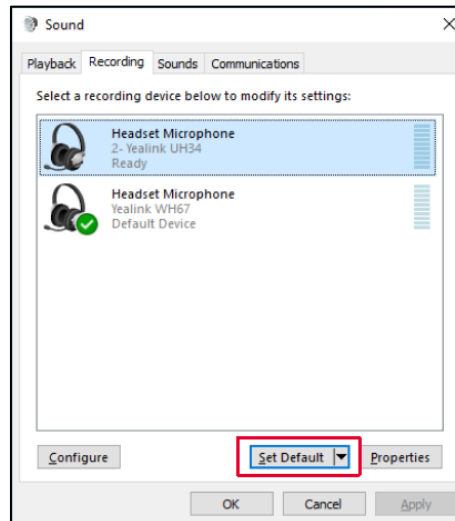 Sound
Playback Recording Sounds Communications
Select a recording device below to modify its settings:
Headset Microphone
2- Yealink UH34
Ready
Headset Microphone
Yealink WH67
Default Device
Configure Set Default Properties
OK Cancel Apply